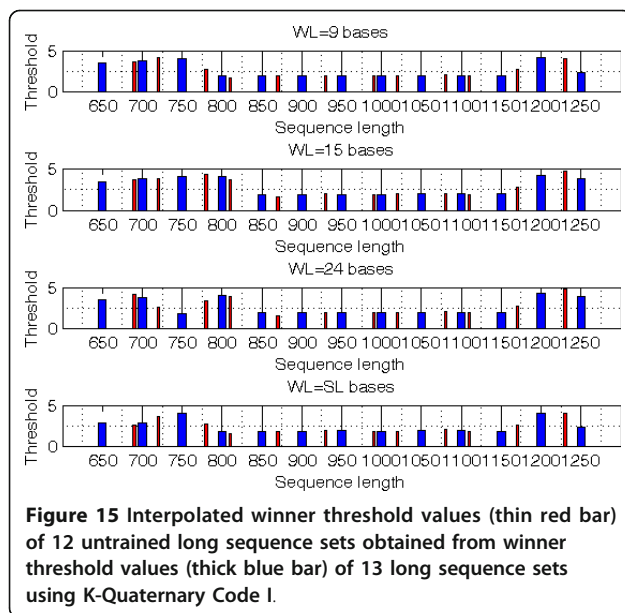 WL=9 bases
Threshold
5
0
650 700 750 800 850 900 950 1000 1050 1100 1150 1200 1250
Sequence length
WL=15 bases
Threshold
5
0
650 700 750 800 850 900 950 1000 1050 1100 1150 1200 1250
Sequence length
WL=24 bases
Threshold
5
0
650 700 750 800 850 900 950 1000 1050 1100 1150 1200 1250
Sequence length
WL=SL bases
Threshold
5
0
650 700 750 800 850 900 950 1000 1050 1100 1150 1200 1250
Sequence length
Figure 15 Interpolated winner threshold values (thin red bar)
of 12 untrained long sequence sets obtained from winner
threshold values (thick blue bar) of 13 long sequence sets
using K-Quaternary Code I.